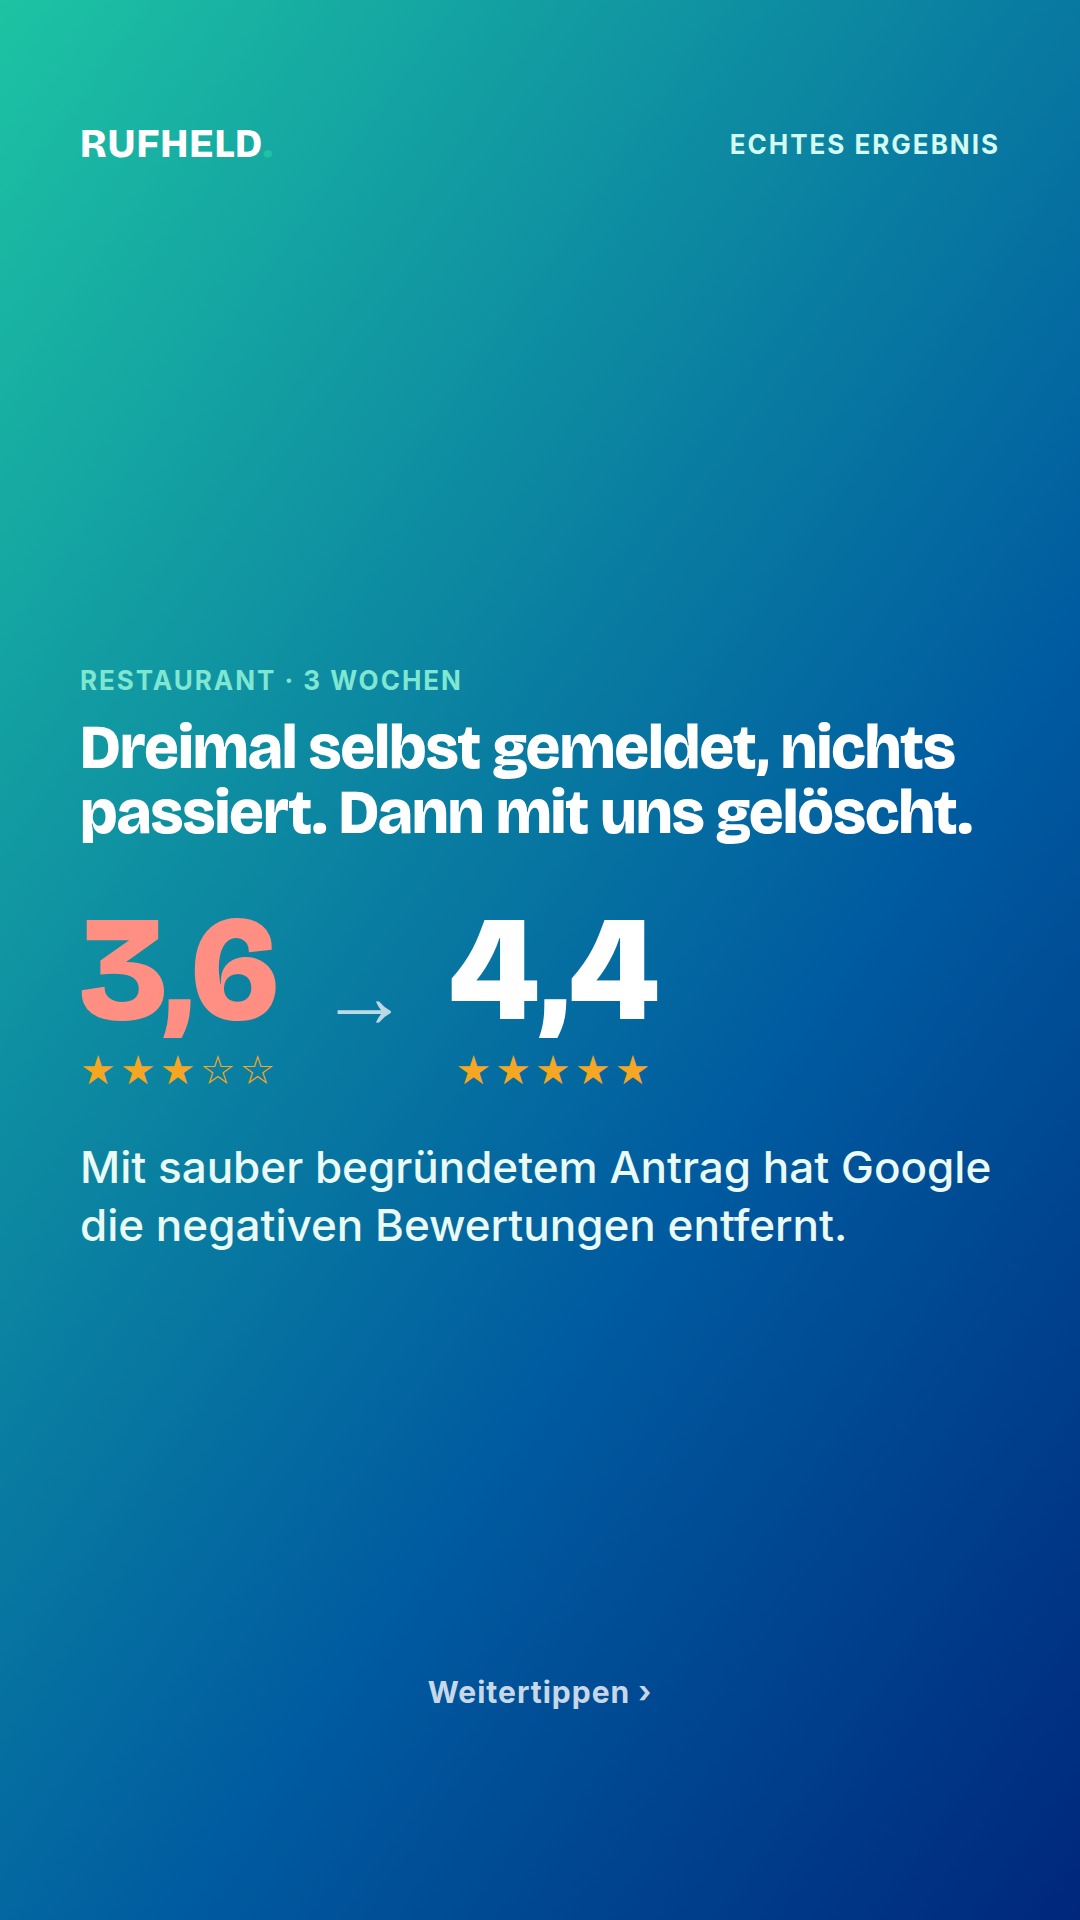 RUFHELD.
ECHTES ERGEBNIS
RESTAURANT · 3 WOCHEN
Dreimal selbst gemeldet, nichts
passiert. Dann mit uns gelöscht.
3,6 → 4,4
★★★☆☆ ★★★★★
Mit sauber begründetem Antrag hat Google
die negativen Bewertungen entfernt.
Weitertippen ›